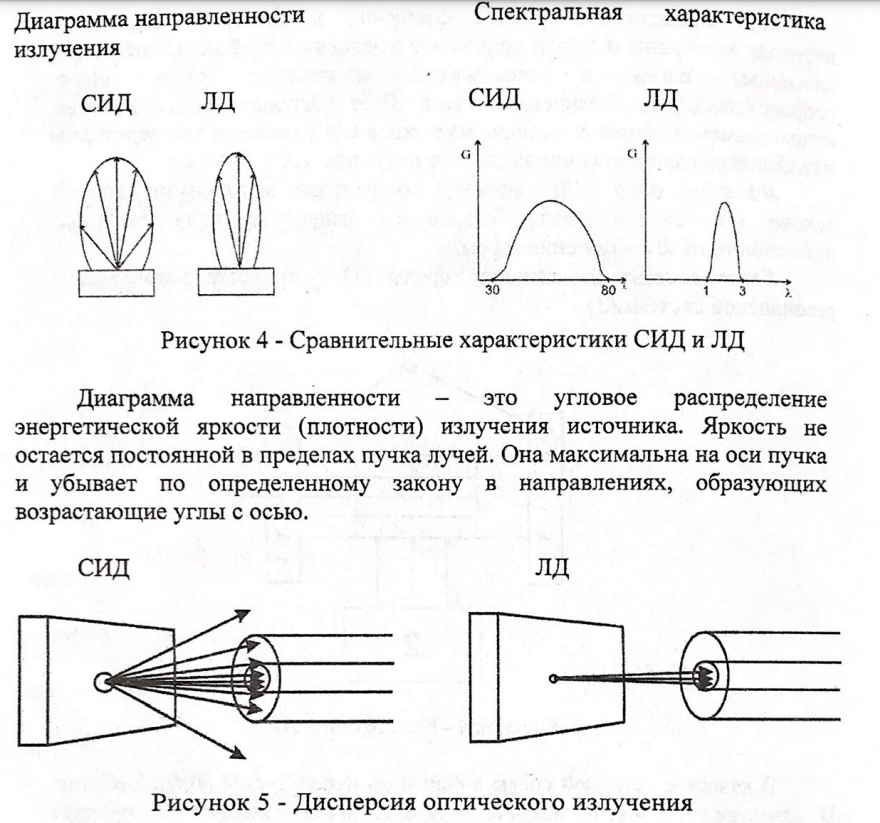 Диаграмма направленности
излучения
Спектральная характеристика
СИД ЛД
СИД ЛД
G
G
30 80 λ
1 3 λ
Рисунок 4 - Сравнительные характеристики СИД и ЛД
Диаграмма направленности – это угловое распределение
энергетической яркости (плотности) излучения источника. Яркость не
остается постоянной в пределах пучка лучей. Она максимальна на оси пучка
и убывает по определенному закону в направлениях, образующих
возрастающие углы с осью.
СИД ЛД
Рисунок 5 - Дисперсия оптического излучения